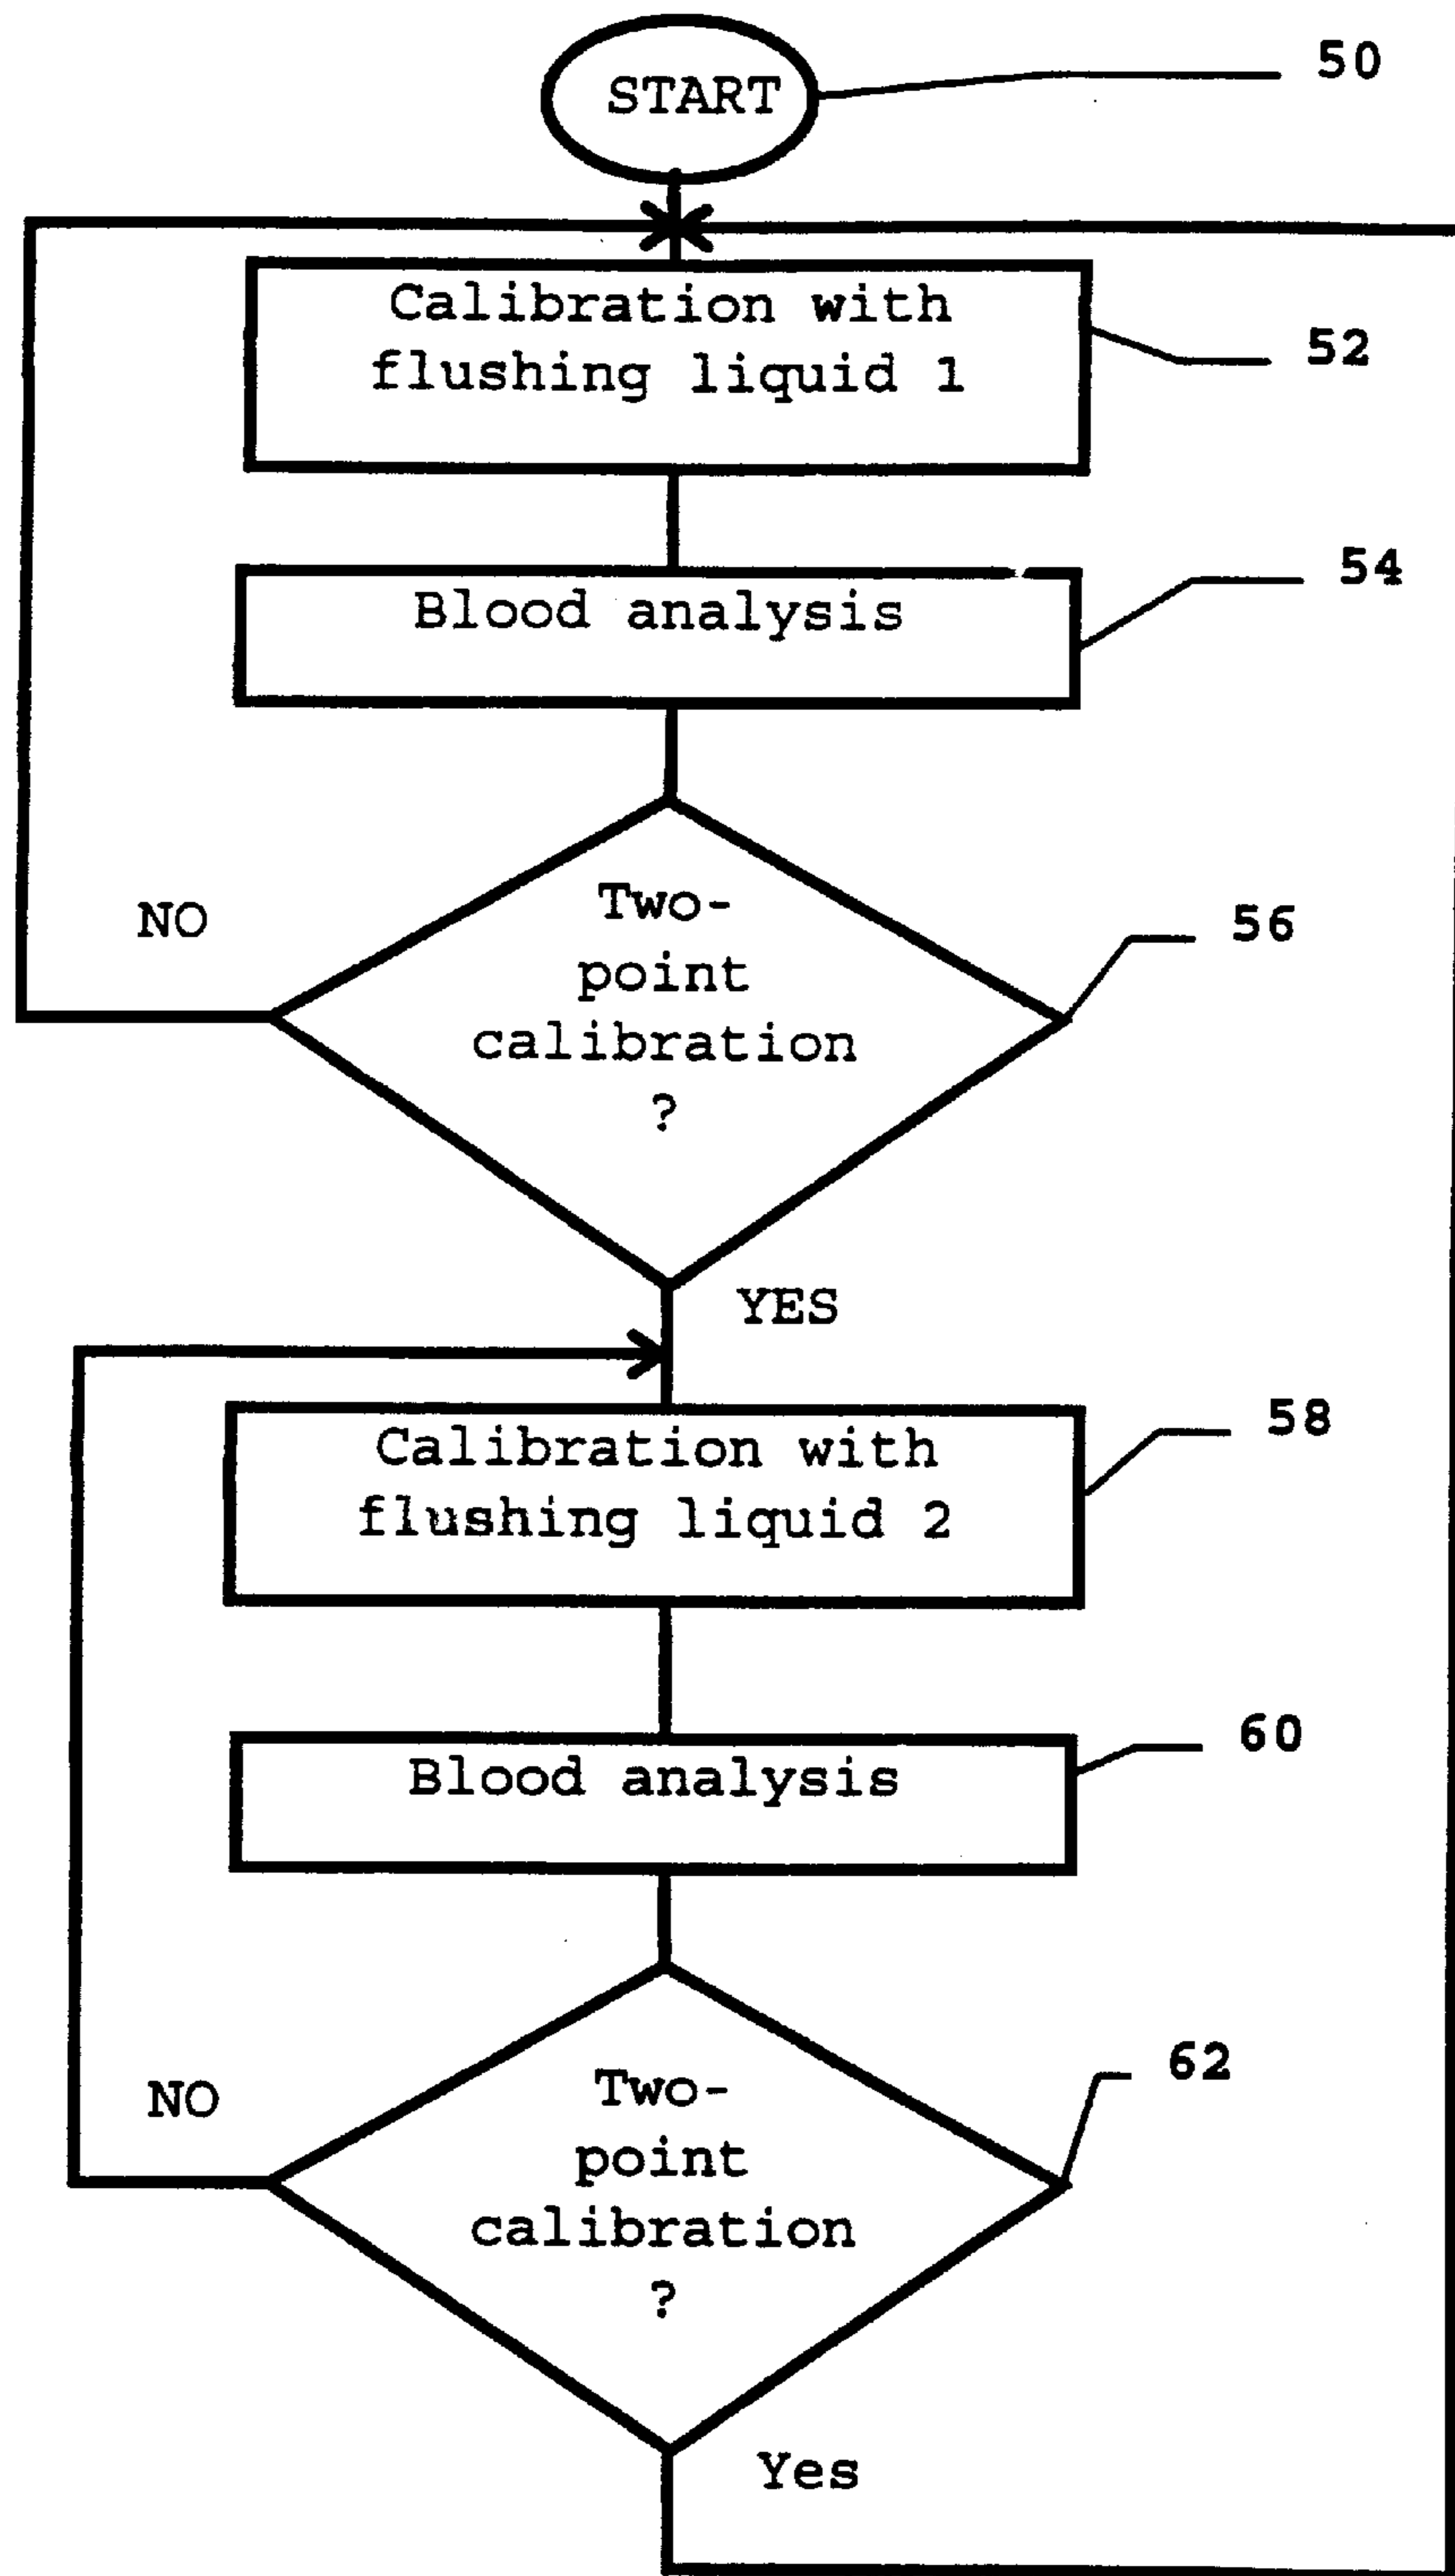 START
50
Calibration with
flushing liquid 1
52
Blood analysis
54
Two-
point
calibration
?
56
NO
YES
Calibration with
flushing liquid 2
58
Blood analysis
60
Two-
point
calibration
?
62
NO
Yes